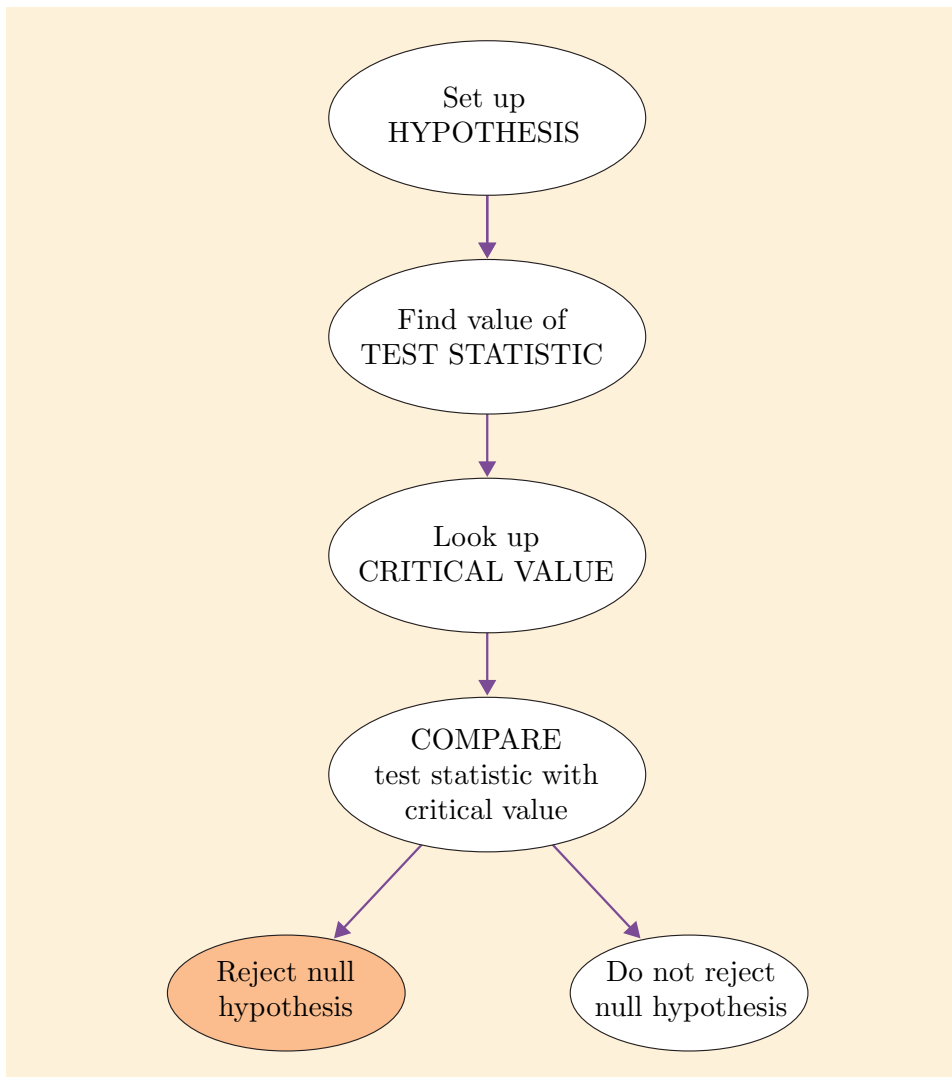 Set up
HYPOTHESIS
Find value of
TEST STATISTIC
Look up
CRITICAL VALUE
COMPARE
test statistic with
critical value
Reject null
hypothesis
Do not reject
null hypothesis